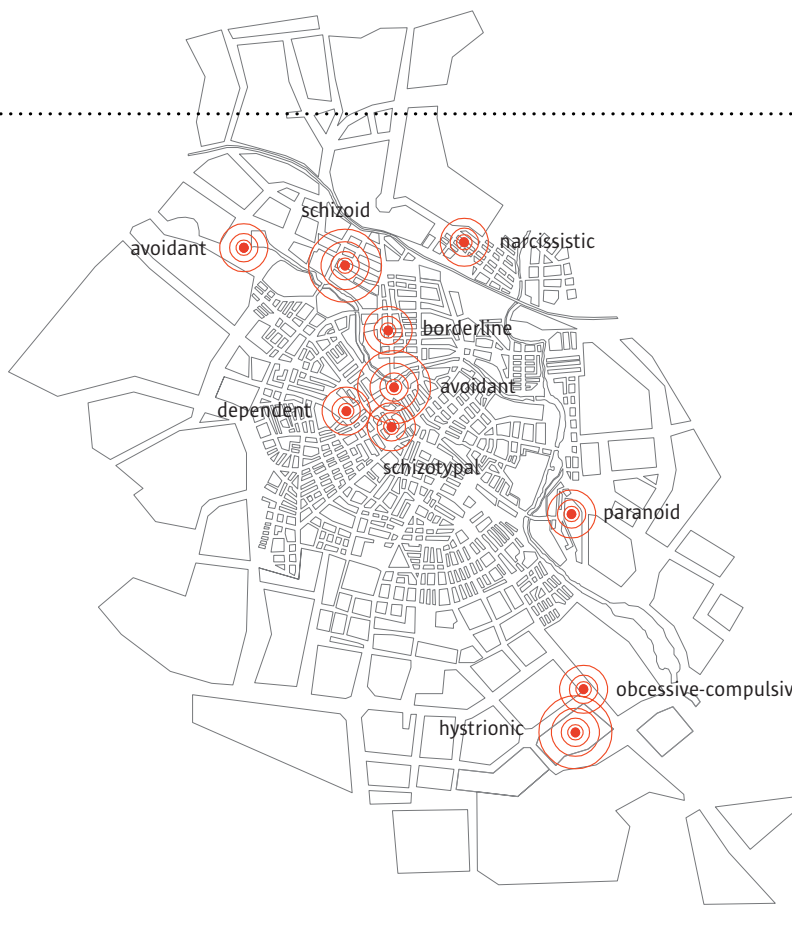 schizoid
avoidant
narcissistic
borderline
avoidant
dependent
schizotypal
paranoid
obcessive-compulsiv
hystrionic